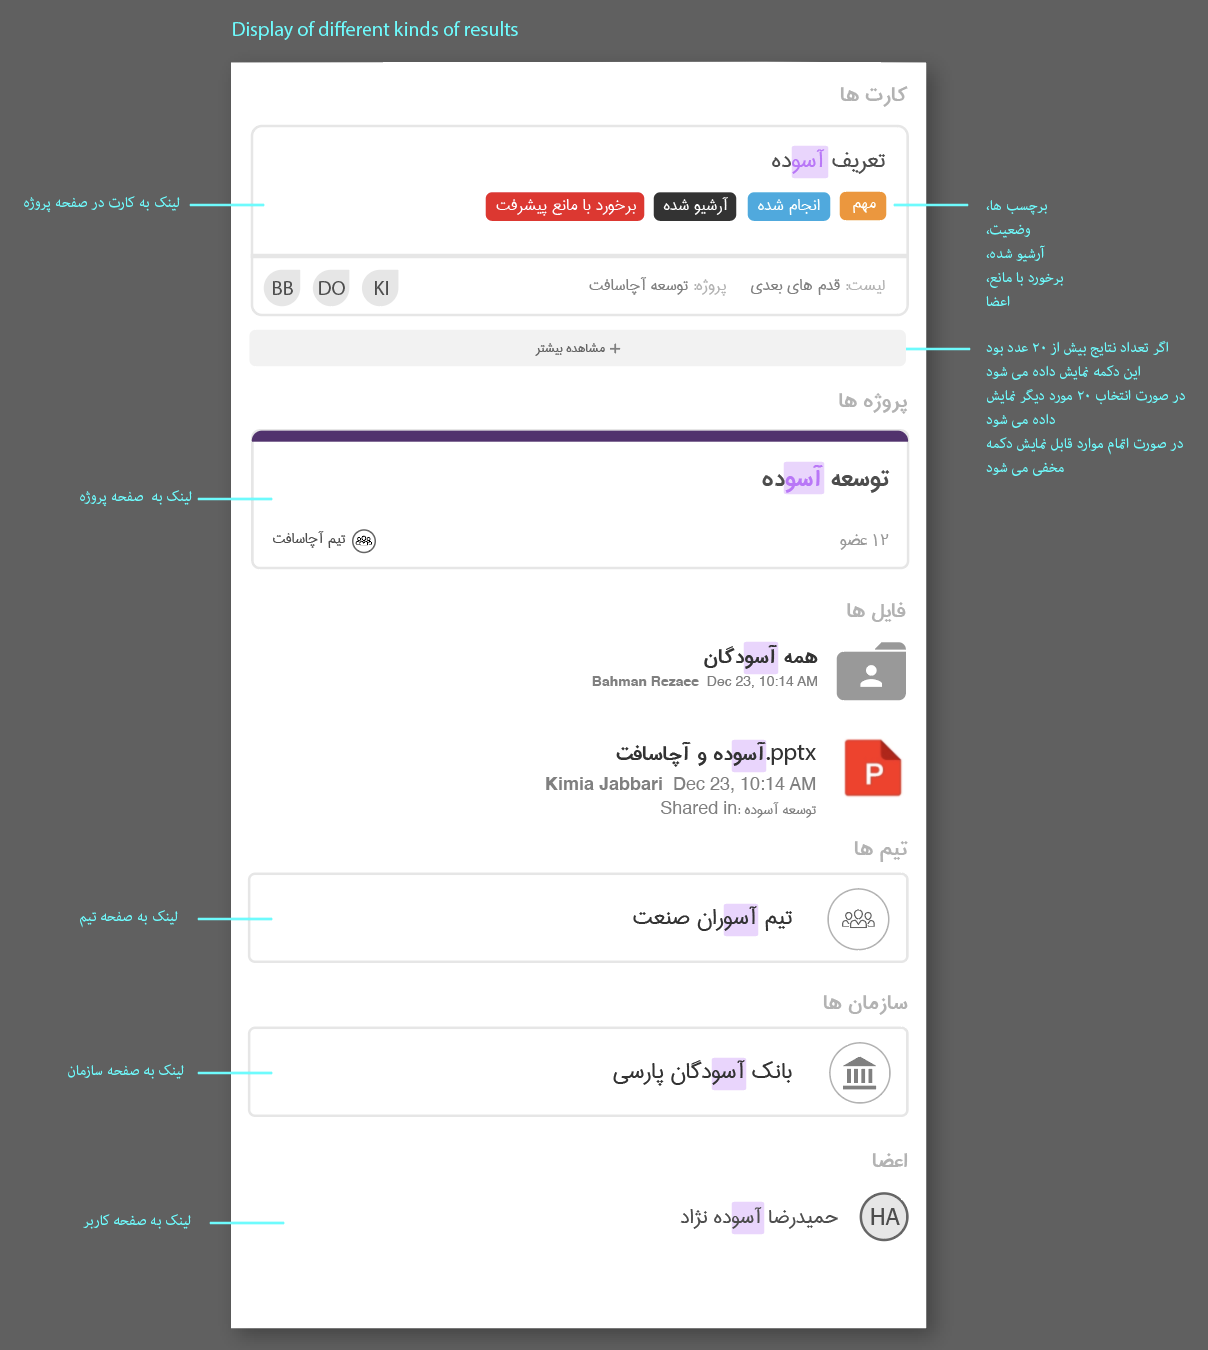 Display of different kinds of results
کارت ها
تعریف آسوده
مهم
انجام شده
آرشیو شده
برخورد با مانع پیشرفت
لیست: قدم های بعدی
پروژه: توسعه آچاسافت
KI
DO
BB
لینک به کارت در صفحه پروژه
برچسب ها،
وضعیت،
آرشیو شده،
برخورد با مانع،
اعضا
+ مشاهده بیشتر
اگر تعداد نتایج بیش از ۲۰ عدد بود
این دکمه نمایش داده می شود
در صورت انتخاب ۲۰ مورد دیگر نمایش
داده می شود
در صورت اتمام موارد قابل نمایش دکمه
مخفی می شود
پروژه ها
توسعه آسوده
۱۲ عضو
تیم آچاسافت
لینک به صفحه پروژه
فایل ها
همه آسودگان
Bahman Rezaee Dec 23, 10:14 AM
آسوده و آچاسافت.pptx
P
Kimia Jabbari Dec 23, 10:14 AM
Shared in: توسعه آسوده
تیم ها
تیم آسوران صنعت
لینک به صفحه تیم
سازمان ها
بانک آسودگان پارسی
لینک به صفحه سازمان
اعضا
HA
حمیدرضا آسوده نژاد
لینک به صفحه کاربر